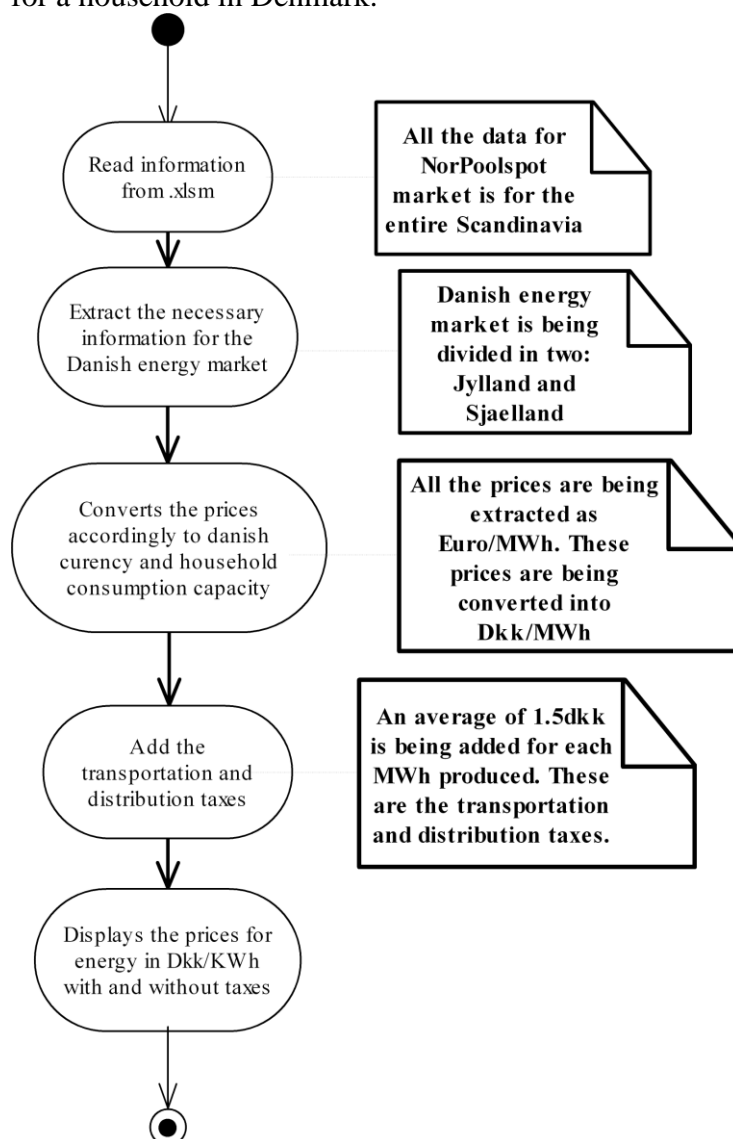 for a household in Denmark.
Read information
from .xlsm
All the data for
NorPoolspot
market is for the
entire Scandinavia
Extract the necessary
information for the
Danish energy market
Danish energy
market is being
divided in two:
Jylland and
Sjaelland
Converts the prices
accordingly to danish
curency and household
consumption capacity
All the prices are being
extracted as
Euro/MWh. These
prices are being
converted into
Dkk/MWh
Add the
transportation and
distribution taxes
An average of 1.5dkk
is being added for each
MWh produced. These
are the transportation
and distribution taxes.
Displays the prices for
energy in Dkk/KWh
with and without taxes